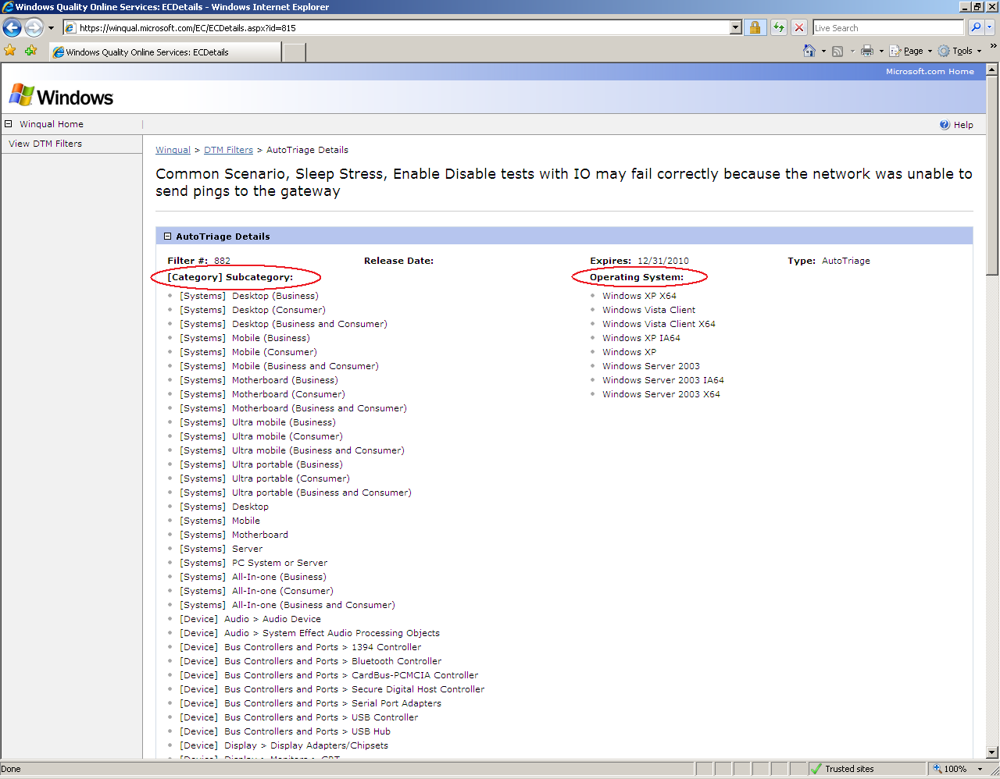 Windows Quality Online Services: ECDetails - Windows Internet Explorer
https://winqual.microsoft.com/EC/ECDetails.aspx?id=815
Live Search
Windows Quality Online Services: ECDetails
Page
Tools
»
Microsoft.com Home
Windows
Winqual Home
Help
View DTM Filters
Winqual > DTM Filters > AutoTriage Details
Common Scenario, Sleep Stress, Enable Disable tests with IO may fail correctly because the network was unable to
send pings to the gateway
AutoTriage Details
Filter #: 882 Release Date: Expires: 12/31/2010 Type: AutoTriage
[Category] Subcategory: Operating System:
[Systems] Desktop (Business)
[Systems] Desktop (Consumer)
[Systems] Desktop (Business and Consumer)
[Systems] Mobile (Business)
[Systems] Mobile (Consumer)
[Systems] Mobile (Business and Consumer)
[Systems] Motherboard (Business)
[Systems] Motherboard (Consumer)
[Systems] Motherboard (Business and Consumer)
[Systems] Ultra mobile (Business)
[Systems] Ultra mobile (Consumer)
[Systems] Ultra mobile (Business and Consumer)
[Systems] Ultra portable (Business)
[Systems] Ultra portable (Consumer)
[Systems] Ultra portable (Business and Consumer)
[Systems] Desktop
[Systems] Mobile
[Systems] Motherboard
[Systems] Server
[Systems] PC System or Server
[Systems] All-In-one (Business)
[Systems] All-In-one (Consumer)
[Systems] All-In-one (Business and Consumer)
[Device] Audio > Audio Device
[Device] Audio > System Effect Audio Processing Objects
[Device] Bus Controllers and Ports > 1394 Controller
[Device] Bus Controllers and Ports > Bluetooth Controller
[Device] Bus Controllers and Ports > CardBus-PCMCIA Controller
[Device] Bus Controllers and Ports > Secure Digital Host Controller
[Device] Bus Controllers and Ports > Serial Port Adapters
[Device] Bus Controllers and Ports > USB Controller
[Device] Bus Controllers and Ports > USB Hub
[Device] Display > Display Adapters/Chipsets
[Device] Display > Monitors > CRT
Windows XP X64
Windows Vista Client
Windows Vista Client X64
Windows XP IA64
Windows XP
Windows Server 2003
Windows Server 2003 IA64
Windows Server 2003 X64
Done
Trusted sites
100%